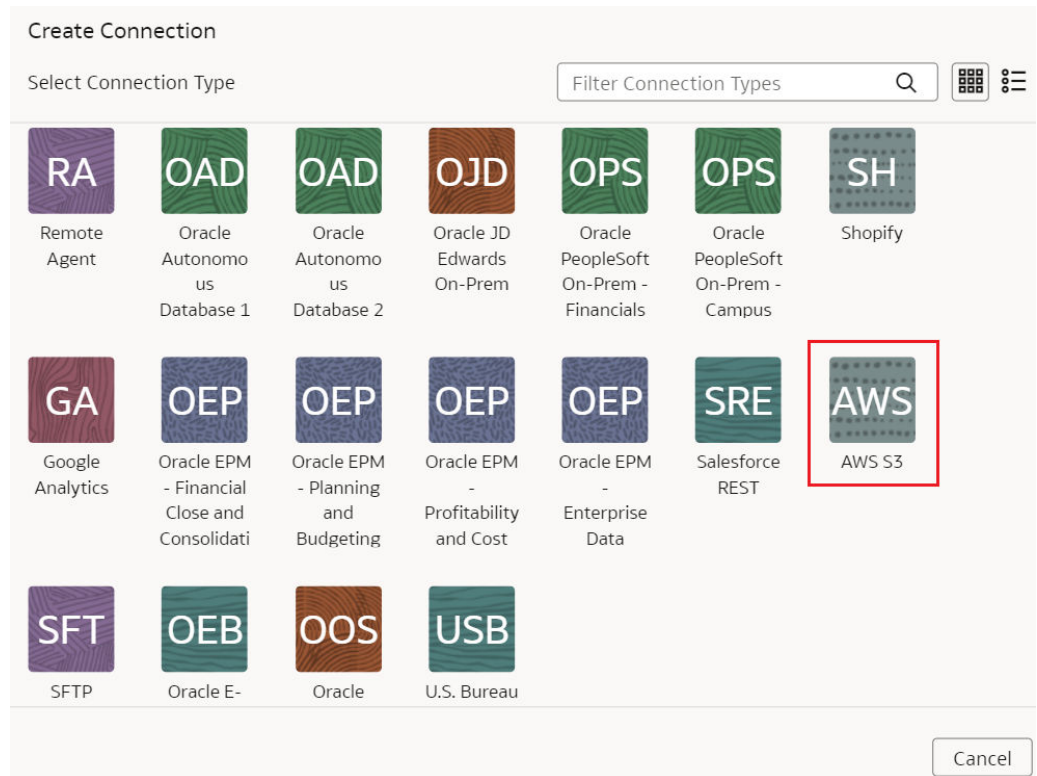 Create Connection
Select Connection Type
Filter Connection Types
RA
OAD
OAD
OJD
OPS
OPS
SH
Remote
Agent
Oracle
Autonomo
us
Database 1
Oracle
Autonomo
us
Database 2
Oracle JD
Edwards
On-Prem
Oracle
PeopleSoft
On-Prem -
Financials
Oracle
PeopleSoft
On-Prem -
Campus
Shopify
GA
OEP
OEP
OEP
OEP
SRE
AWS
Google
Analytics
Oracle EPM
- Financial
Close and
Consolidati
Oracle EPM
- Planning
and
Budgeting
Oracle EPM
-
Profitability
and Cost
Oracle EPM
-
Enterprise
Data
Salesforce
REST
AWS S3
SFT
OEB
OOS
USB
SFTP
Oracle E-
Oracle
U.S. Bureau
Cancel